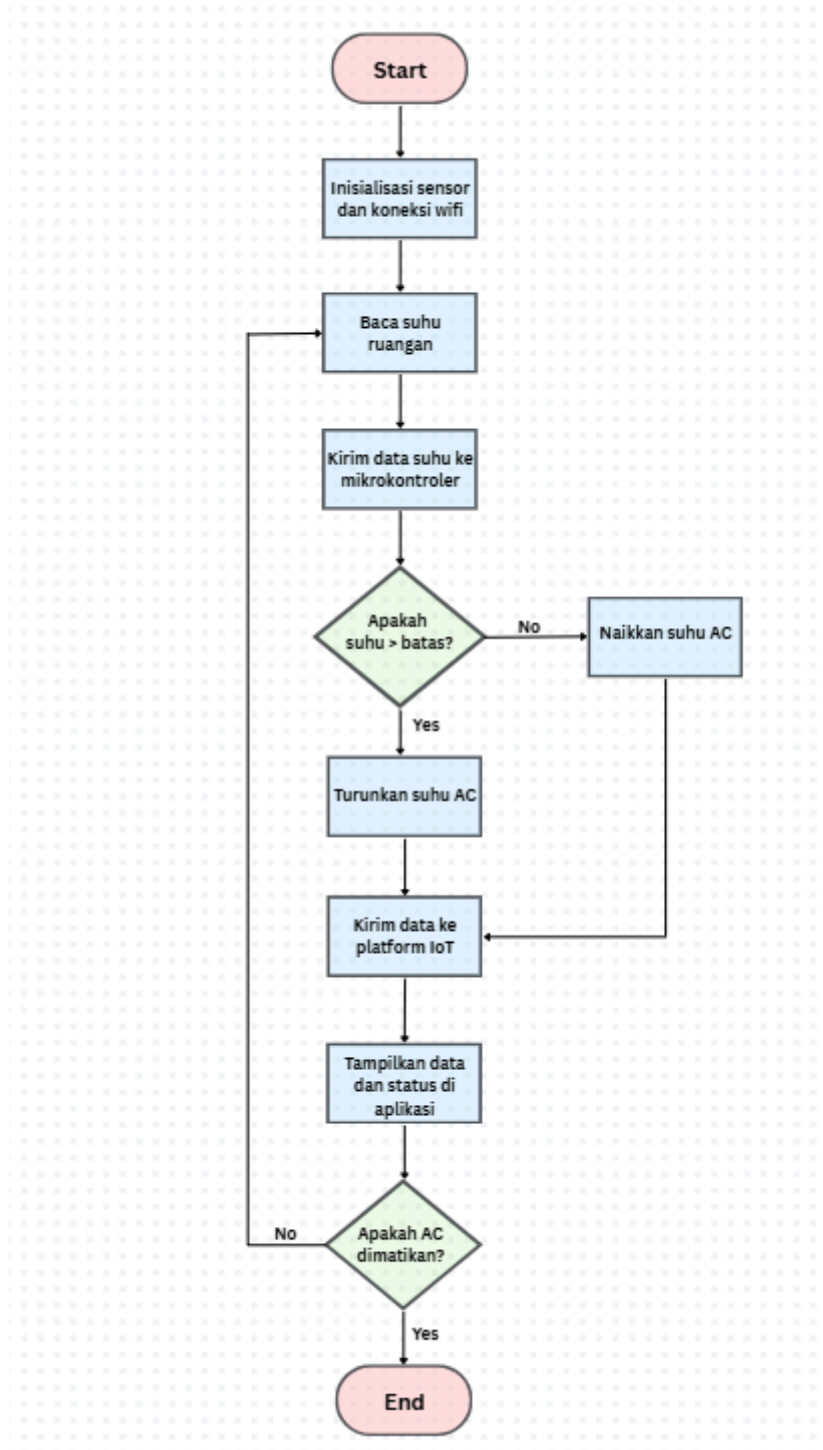 Start
Inisialisasi sensor
dan koneksi wifi
Baca suhu
ruangan
Kirim data suhu ke
mikrokontroler
Apakah
suhu > batas?
No
Naikkan suhu AC
Yes
Turunkan suhu AC
Kirim data ke
platform IoT
Tampilkan data
dan status di
aplikasi
Apakah AC
dimatikan?
No
Yes
End